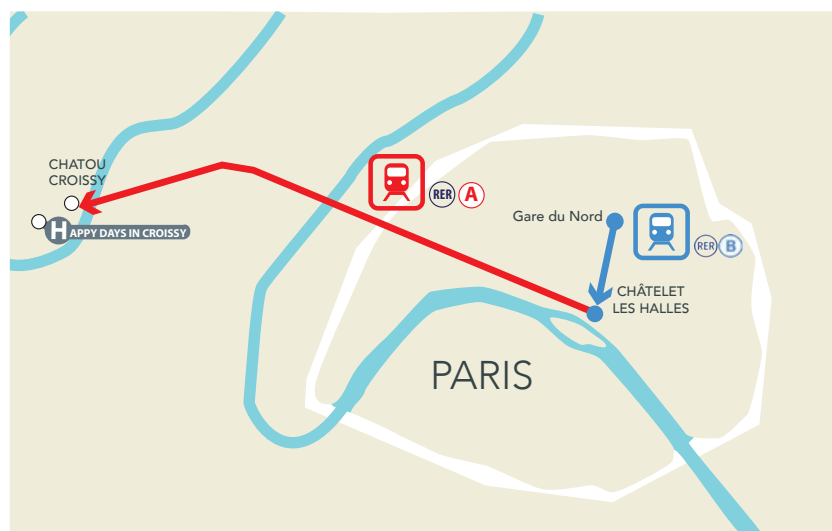 CHATOU
CROISSY
HAPPY DAYS IN CROISSY
RER A
Gare du Nord
RER B
CHÂTELET
LES HALLES
PARIS